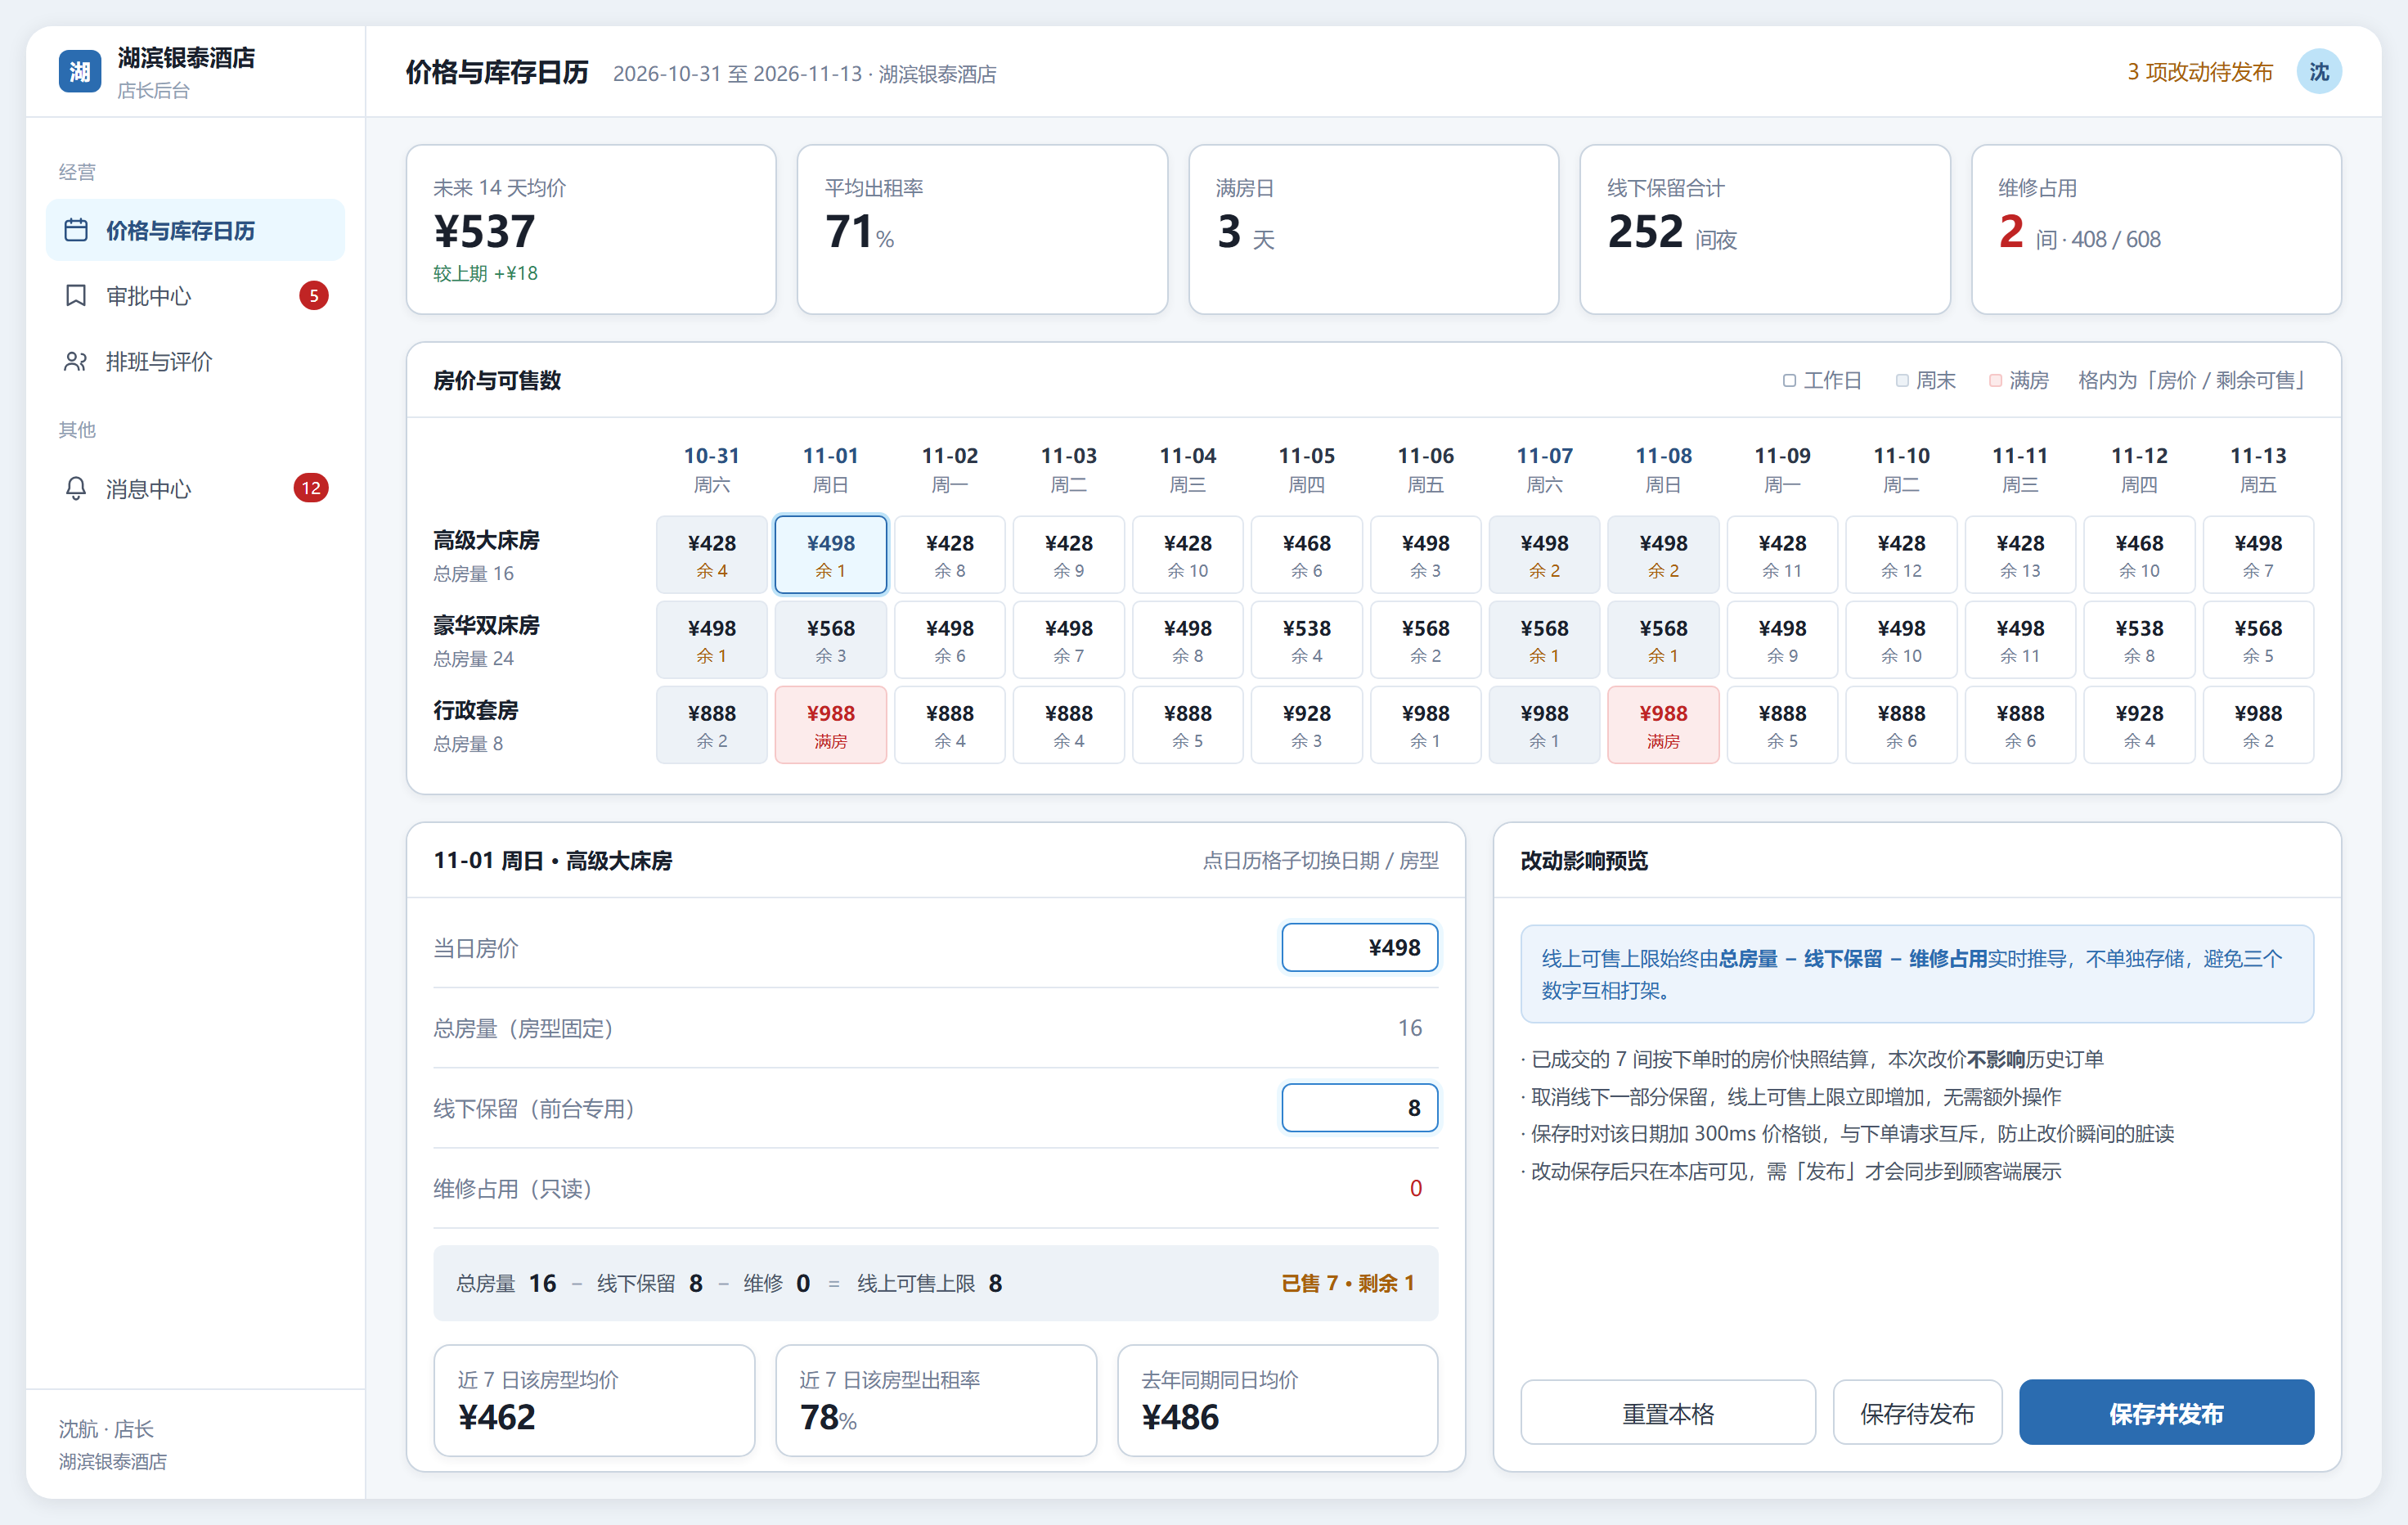 湖
湖滨银泰酒店
店长后台
经营
价格与库存日历
审批中心 5
排班与评价
其他
消息中心 12
沈航 · 店长
湖滨银泰酒店
价格与库存日历 2026-10-31 至 2026-11-13 · 湖滨银泰酒店
3 项改动待发布 沈
未来 14 天均价
¥537
较上期 +¥18
平均出租率
71%
满房日
3 天
线下保留合计
252 间夜
维修占用
2 间 · 408 / 608
房价与可售数
工作日 周末 满房 格内为「房价 / 剩余可售」
10-31 11-01 11-02 11-03 11-04 11-05 11-06 11-07 11-08 11-09 11-10 11-11 11-12 11-13
周六 周日 周一 周二 周三 周四 周五 周六 周日 周一 周二 周三 周四 周五
高级大床房 ¥428 ¥498 ¥428 ¥428 ¥428 ¥468 ¥498 ¥498 ¥498 ¥428 ¥428 ¥428 ¥468 ¥498
总房量 16 余 4 余 1 余 8 余 9 余 10 余 6 余 3 余 2 余 2 余 11 余 12 余 13 余 10 余 7
豪华双床房 ¥498 ¥568 ¥498 ¥498 ¥498 ¥538 ¥568 ¥568 ¥568 ¥498 ¥498 ¥498 ¥538 ¥568
总房量 24 余 1 余 3 余 6 余 7 余 8 余 4 余 2 余 1 余 1 余 9 余 10 余 11 余 8 余 5
行政套房 ¥888 ¥988 ¥888 ¥888 ¥888 ¥928 ¥988 ¥988 ¥988 ¥888 ¥888 ¥888 ¥928 ¥988
总房量 8 余 2 满房 余 4 余 4 余 5 余 3 余 1 余 1 满房 余 5 余 6 余 6 余 4 余 2
11-01 周日 • 高级大床房 点日历格子切换日期 / 房型
当日房价 ¥498
总房量（房型固定） 16
线下保留（前台专用） 8
维修占用（只读） 0
总房量 16 − 线下保留 8 − 维修 0 = 线上可售上限 8 已售 7 • 剩余 1
近 7 日该房型均价
¥462
近 7 日该房型出租率
78%
去年同期同日均价
¥486
改动影响预览
线上可售上限始终由总房量 − 线下保留 − 维修占用实时推导，不单独存储，避免三个
数字互相打架。
· 已成交的 7 间按下单时的房价快照结算，本次改价不影响历史订单
· 取消线下一部分保留，线上可售上限立即增加，无需额外操作
· 保存时对该日期加 300ms 价格锁，与下单请求互斥，防止改价瞬间的脏读
· 改动保存后只在本店可见，需「发布」才会同步到顾客端展示
重置本格 保存待发布 保存并发布